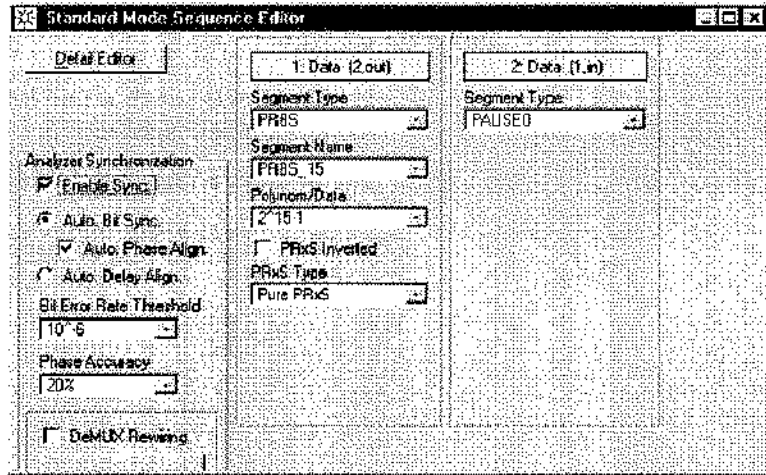 Standard Mode Sequence Editor
Detail Editor
Analyzer Synchronization
Enable Sync.
Auto. Bit Sync.
Auto. Phase Align.
Auto. Delay Align.
Bit Error Rate Threshold
10^-6
Phase Accuracy
20%
DeMUX Rewiring
1: Data (2,out)
Segment Type
PRBS
Segment Name
PRBS_15
Polynom/Data
2^15-1
PRxS Inverted
PRxS Type
Pure PRxS
2: Data (1,in)
Segment Type
PAUSE0